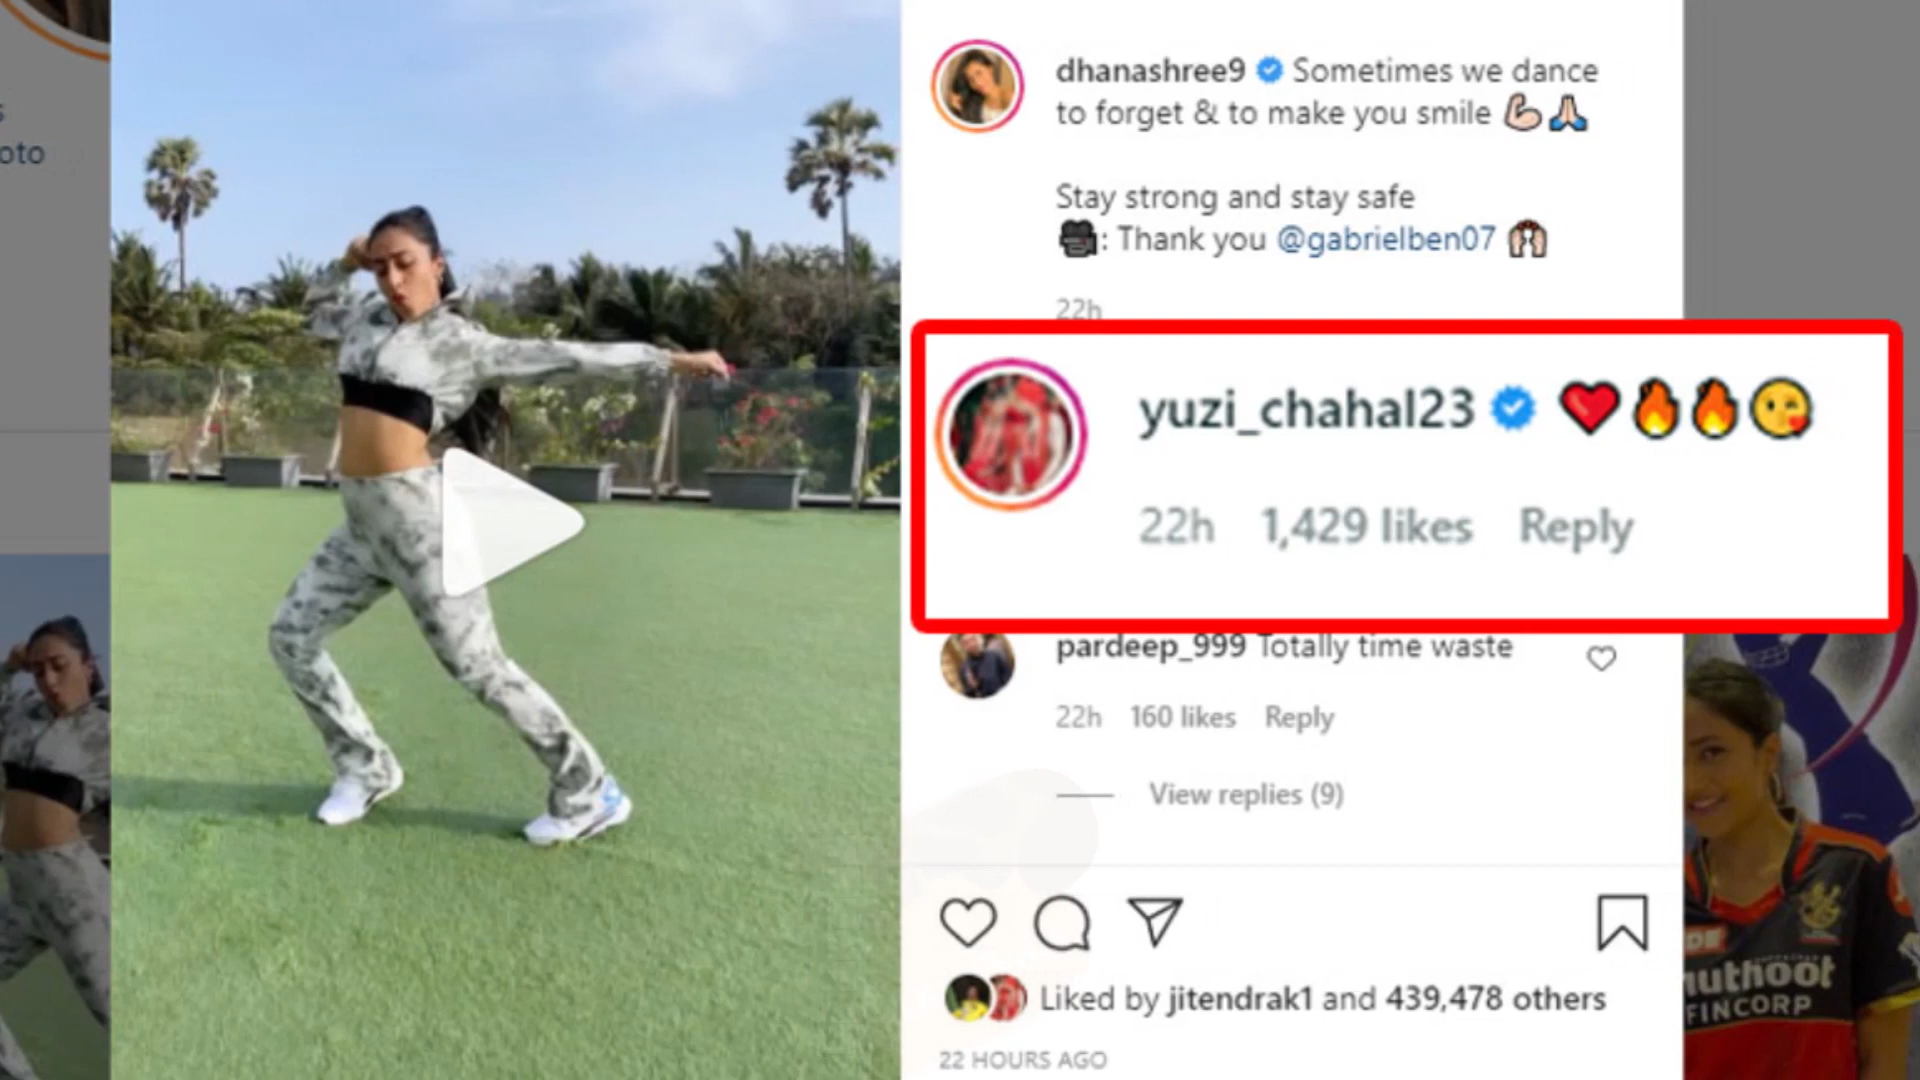 oto
dhanashree9 Sometimes we dance
to forget & to make you smile 💪🏻🙏🏻
Stay strong and stay safe
🎥: Thank you @gabrielben07 🙌🏻
22h
yuzi_chahal23 ❤️🔥🔥😘
22h 1,429 likes Reply
pardeep_999 Totally time waste
22h 160 likes Reply
View replies (9)
Liked by jitendrak1 and 439,478 others
22 HOURS AGO
FINCORP